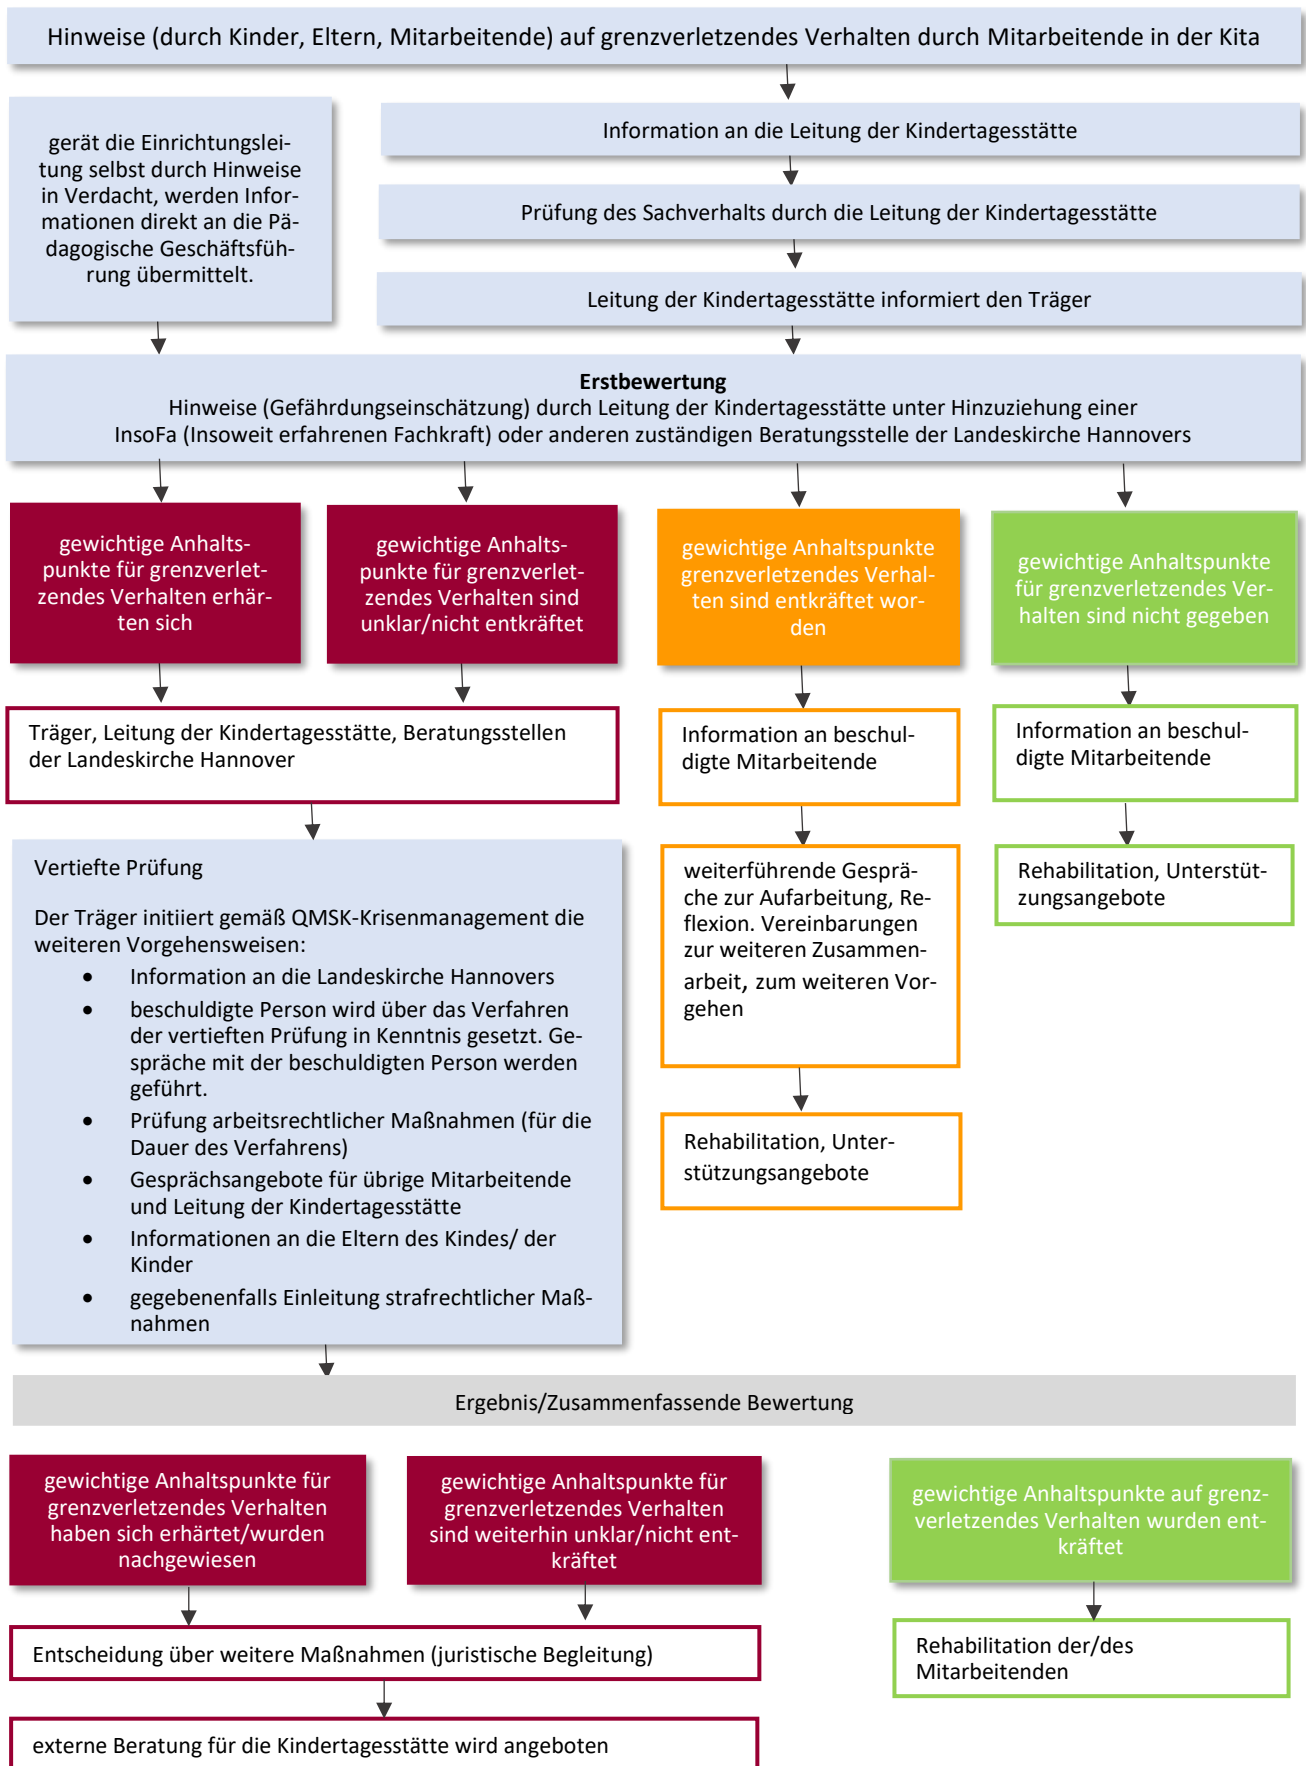 Hinweise (durch Kinder, Eltern, Mitarbeitende) auf grenzverletzendes Verhalten durch Mitarbeitende in der Kita
gerät die Einrichtungslei-
tung selbst durch Hinweise
in Verdacht, werden Infor-
mationen direkt an die Pä-
dagogische Geschäftsfüh-
rung übermittelt.
Information an die Leitung der Kindertagesstätte
Prüfung des Sachverhalts durch die Leitung der Kindertagesstätte
Leitung der Kindertagesstätte informiert den Träger
Erstbewertung
Hinweise (Gefährdungseinschätzung) durch Leitung der Kindertagesstätte unter Hinzuziehung einer
InsoFa (Insoweit erfahrenen Fachkraft) oder anderen zuständigen Beratungsstelle der Landeskirche Hannovers
gewichtige Anhalts-
punkte für grenzverlet-
zendes Verhalten erhär-
ten sich
gewichtige Anhalts-
punkte für grenzverlet-
zendes Verhalten sind
unklar/nicht entkräftet
gewichtige Anhaltspunkte
grenzverletzendes Verhal-
ten sind entkräftet wor-
den
gewichtige Anhaltspunkte
für grenzverletzendes Ver-
halten sind nicht gegeben
Träger, Leitung der Kindertagesstätte, Beratungsstellen
der Landeskirche Hannover
Information an beschul-
digte Mitarbeitende
Information an beschul-
digte Mitarbeitende
Vertiefte Prüfung
Der Träger initiiert gemäß QMSK-Krisenmanagement die
weiteren Vorgehensweisen:
• Information an die Landeskirche Hannovers
• beschuldigte Person wird über das Verfahren
der vertieften Prüfung in Kenntnis gesetzt. Ge-
spräche mit der beschuldigten Person werden
geführt.
• Prüfung arbeitsrechtlicher Maßnahmen (für die
Dauer des Verfahrens)
• Gesprächsangebote für übrige Mitarbeitende
und Leitung der Kindertagesstätte
• Informationen an die Eltern des Kindes/ der
Kinder
• gegebenenfalls Einleitung strafrechtlicher Maß-
nahmen
weiterführende Gesprä-
che zur Aufarbeitung, Re-
flexion. Vereinbarungen
zur weiteren Zusammen-
arbeit, zum weiteren Vor-
gehen
Rehabilitation, Unterstüt-
zungsangebote
Rehabilitation, Unter-
stützungsangebote
Ergebnis/Zusammenfassende Bewertung
gewichtige Anhaltspunkte für
grenzverletzendes Verhalten
haben sich erhärtet/wurden
nachgewiesen
gewichtige Anhaltspunkte für
grenzverletzendes Verhalten
sind weiterhin unklar/nicht ent-
kräftet
gewichtige Anhaltspunkte auf grenz-
verletzendes Verhalten wurden ent-
kräftet
Entscheidung über weitere Maßnahmen (juristische Begleitung)
Rehabilitation der/des
Mitarbeitenden
externe Beratung für die Kindertagesstätte wird angeboten